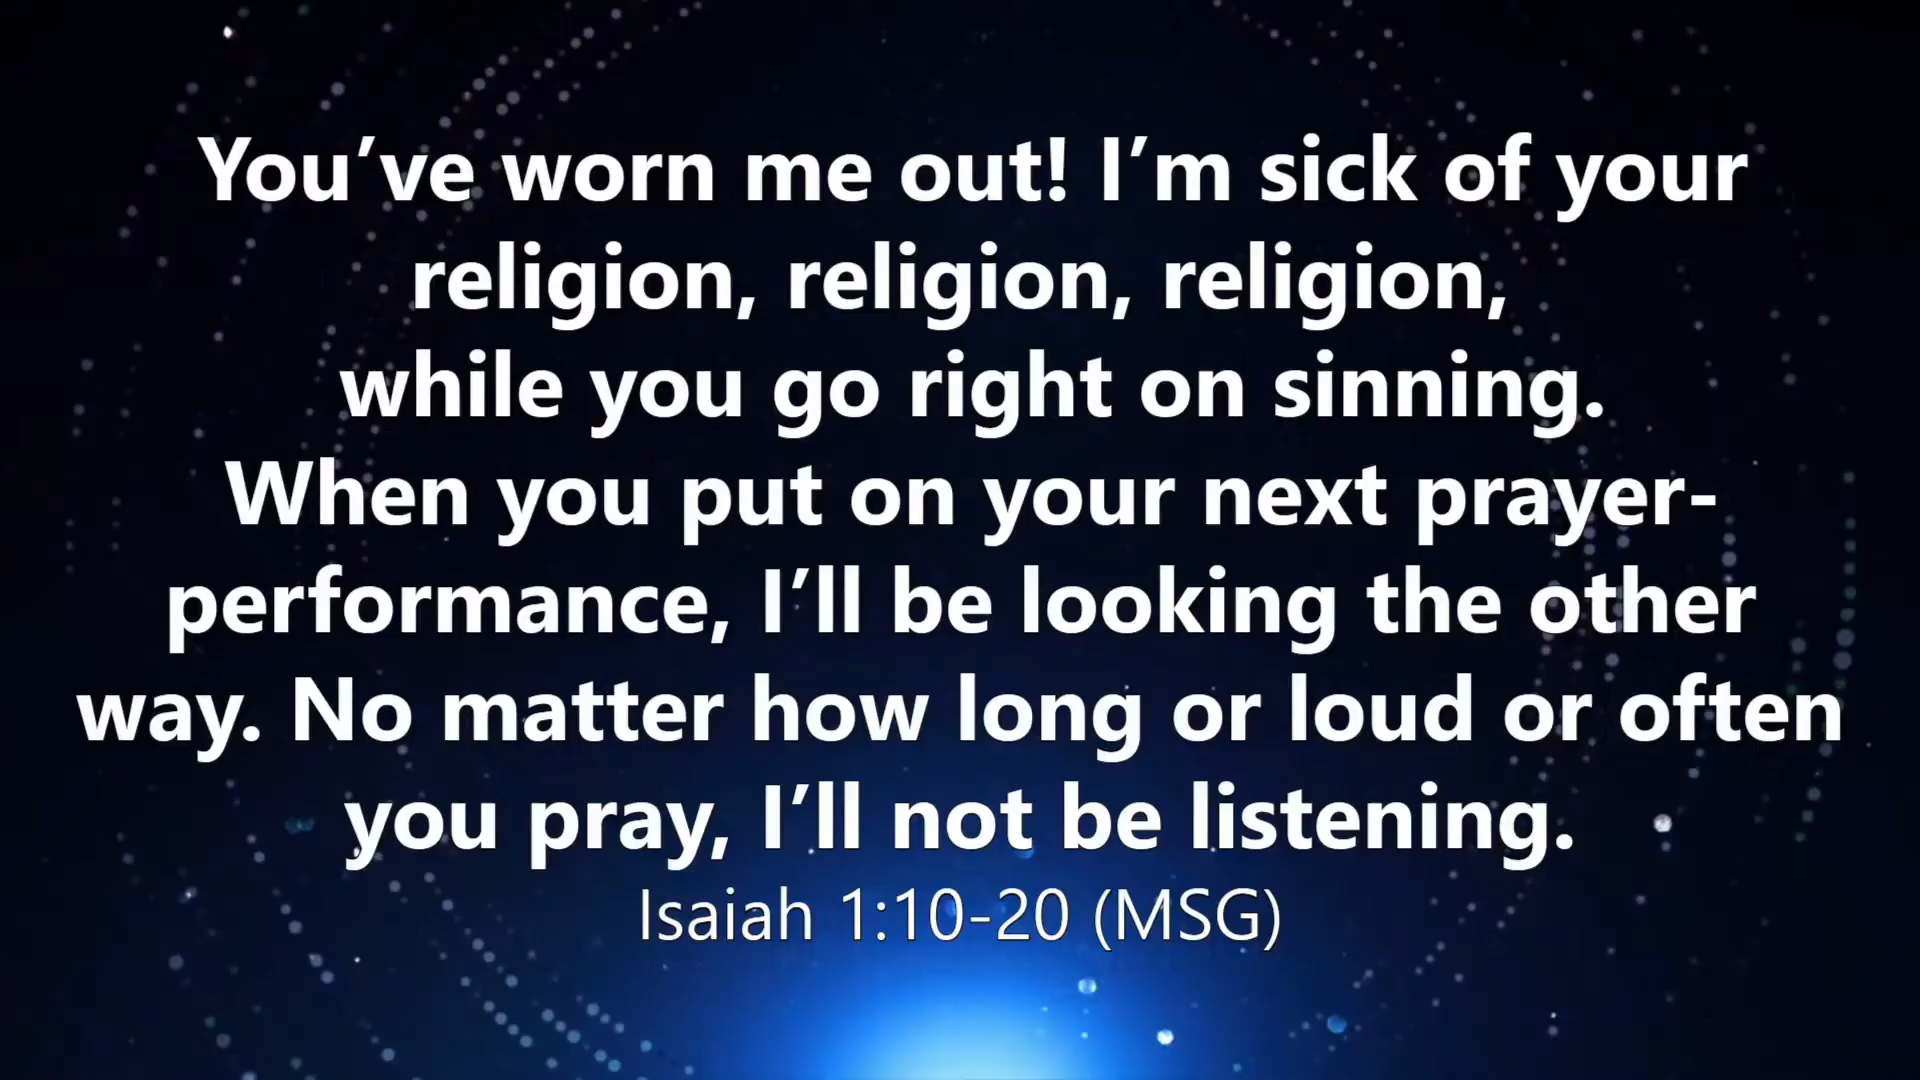 You’ve worn me out! I’m sick of your
religion, religion, religion,
while you go right on sinning.
When you put on your next prayer-
performance, I’ll be looking the other
way. No matter how long or loud or often
you pray, I’ll not be listening.
Isaiah 1:10-20 (MSG)